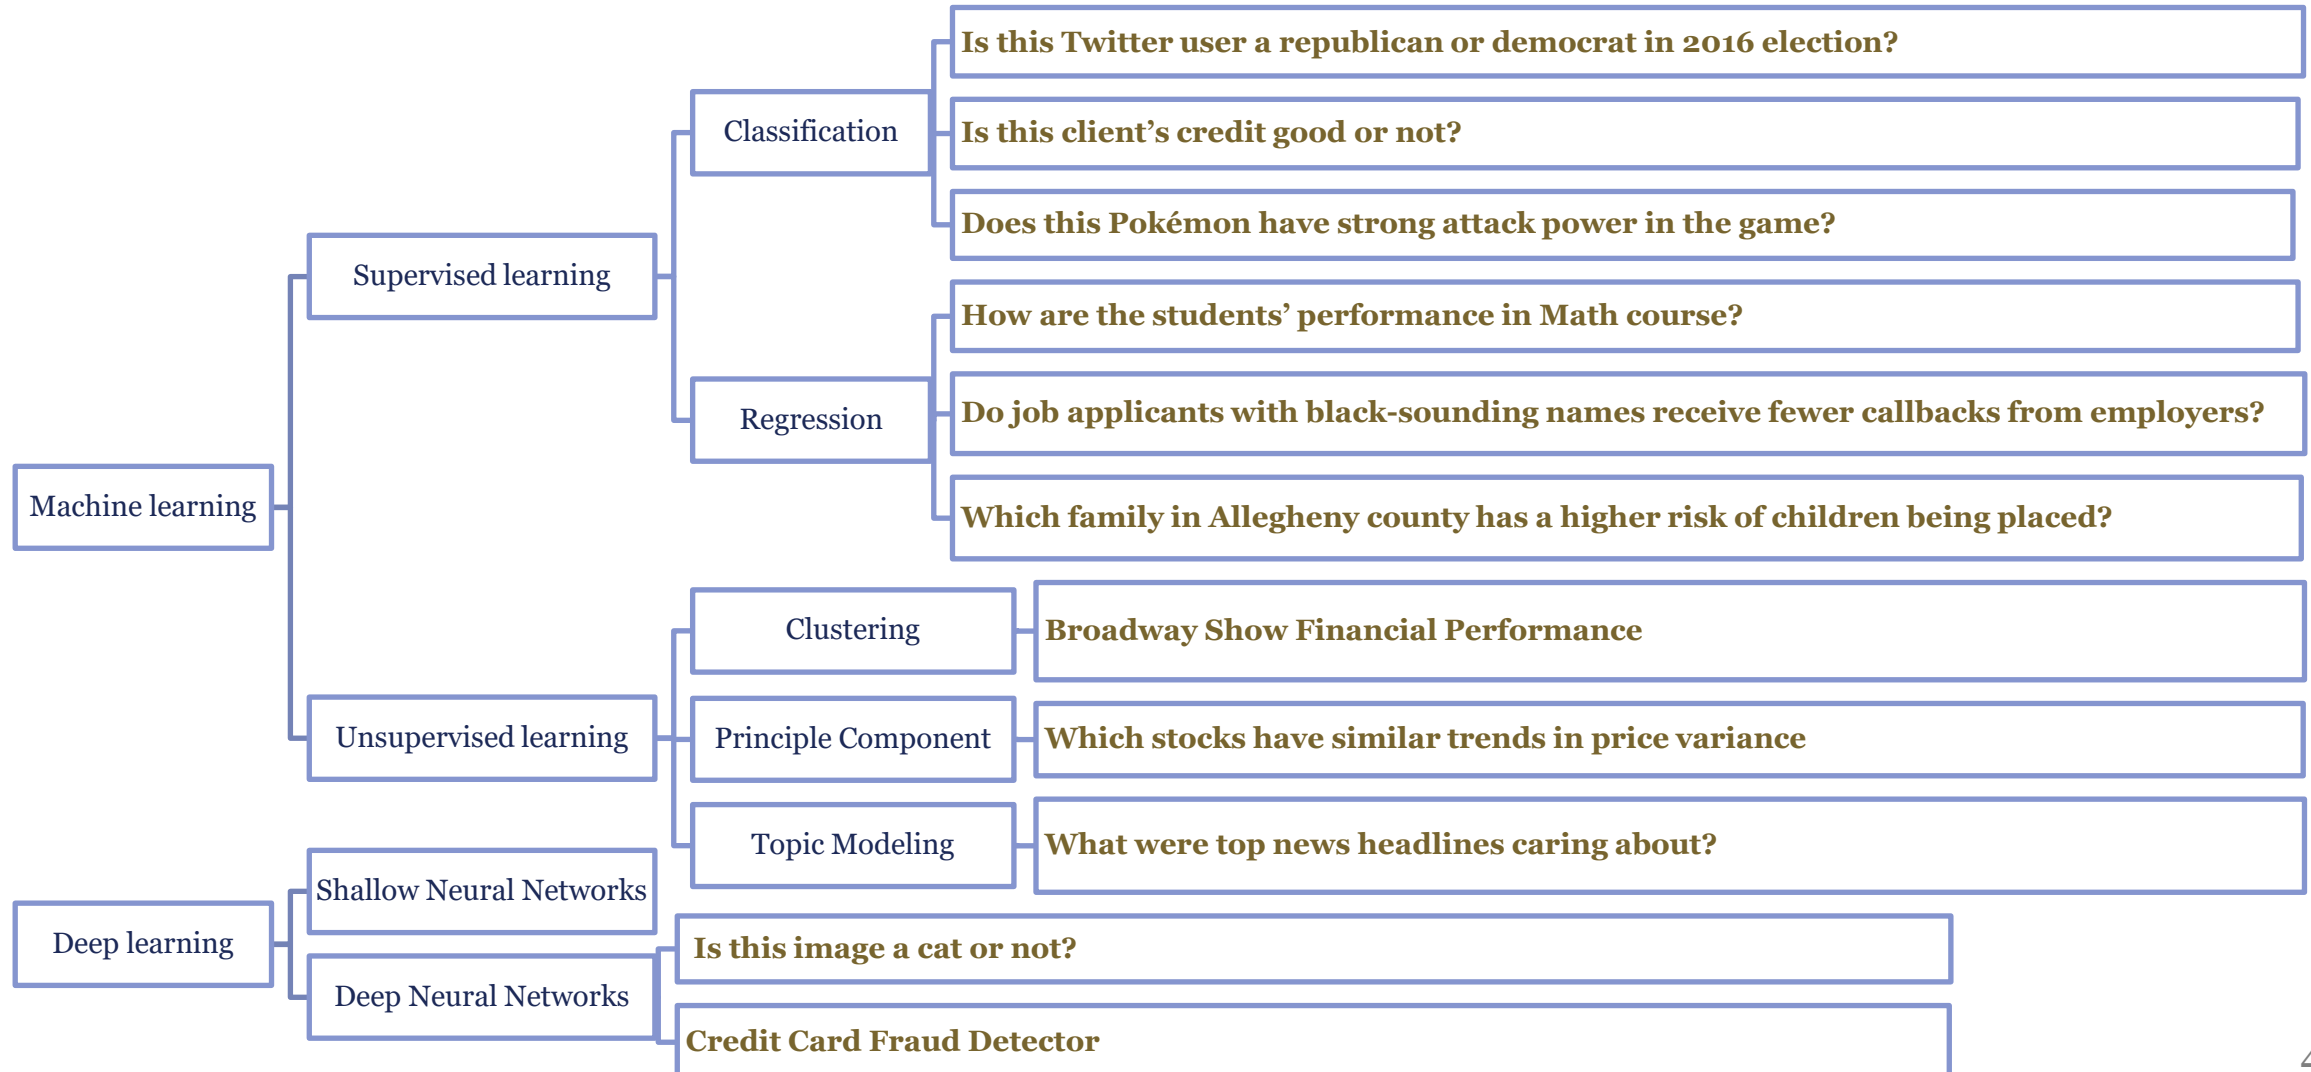 Machine learning
Supervised learning
Classification
Is this Twitter user a republican or democrat in 2016 election?
Is this client’s credit good or not?
Does this Pokémon have strong attack power in the game?
Regression
How are the students’ performance in Math course?
Do job applicants with black-sounding names receive fewer callbacks from employers?
Which family in Allegheny county has a higher risk of children being placed?
Unsupervised learning
Clustering
Broadway Show Financial Performance
Principle Component
Which stocks have similar trends in price variance
Topic Modeling
What were top news headlines caring about?
Deep learning
Shallow Neural Networks
Deep Neural Networks
Is this image a cat or not?
Credit Card Fraud Detector